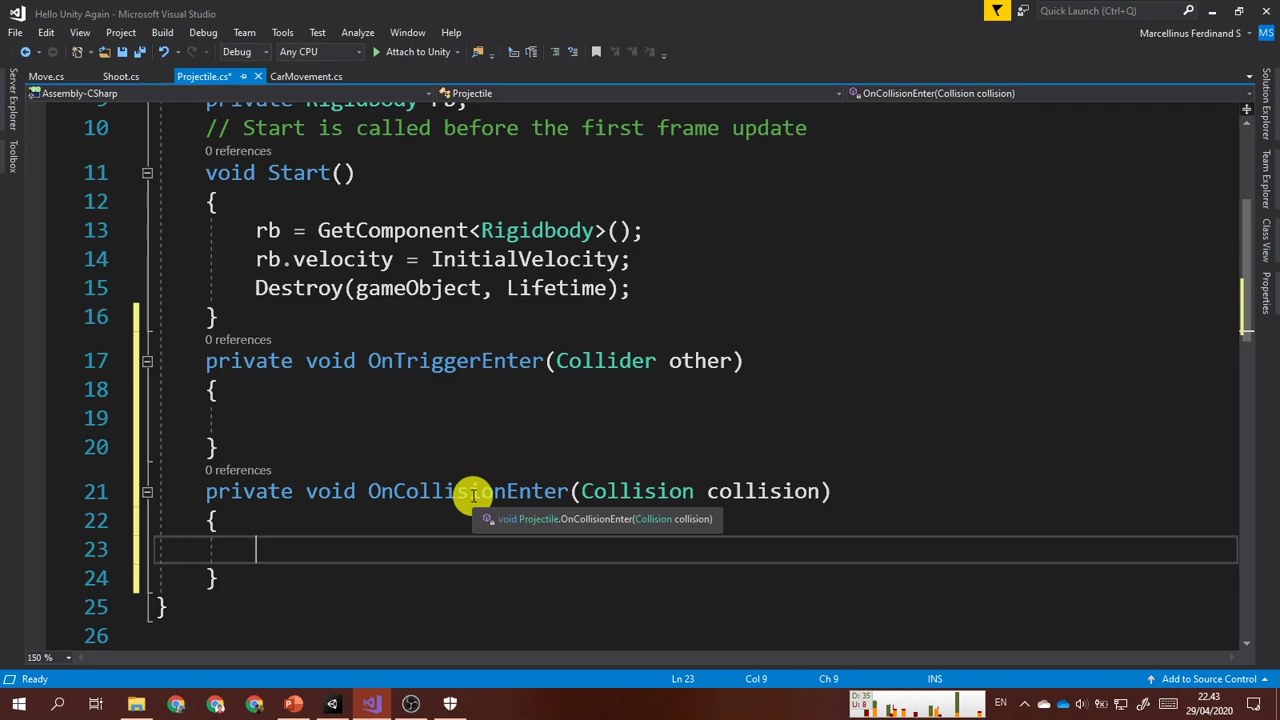 Hello Unity Again - Microsoft Visual Studio
Quick Launch (Ctrl+Q)
File Edit View Project Build Debug Team Tools Test Analyze Window Help
Marcellinus Ferdinand S
MS
Debug
Any CPU
Attach to Unity
Move.cs
Shoot.cs
Projectile.cs*
CarMovement.cs
Assembly-CSharp
Projectile
OnCollisionEnter(Collision collision)
Server Explorer
Toolbox
Solution Explorer
Team Explorer
Class View
Properties
9 private Rigidbody rb;
10 // Start is called before the first frame update
0 references
11 void Start()
12 {
13 rb = GetComponent<Rigidbody>();
14 rb.velocity = InitialVelocity;
15 Destroy(gameObject, Lifetime);
16 }
0 references
17 private void OnTriggerEnter(Collider other)
18 {
19
20 }
0 references
21 private void OnCollisionEnter(Collision collision)
22 {
void Projectile.OnCollisionEnter(Collision collision)
23
24 }
25 }
26
150 %
Ready
Ln 23
Col 9
Ch 9
INS
Add to Source Control
D: 35
U: 8
EN
22.43
29/04/2020